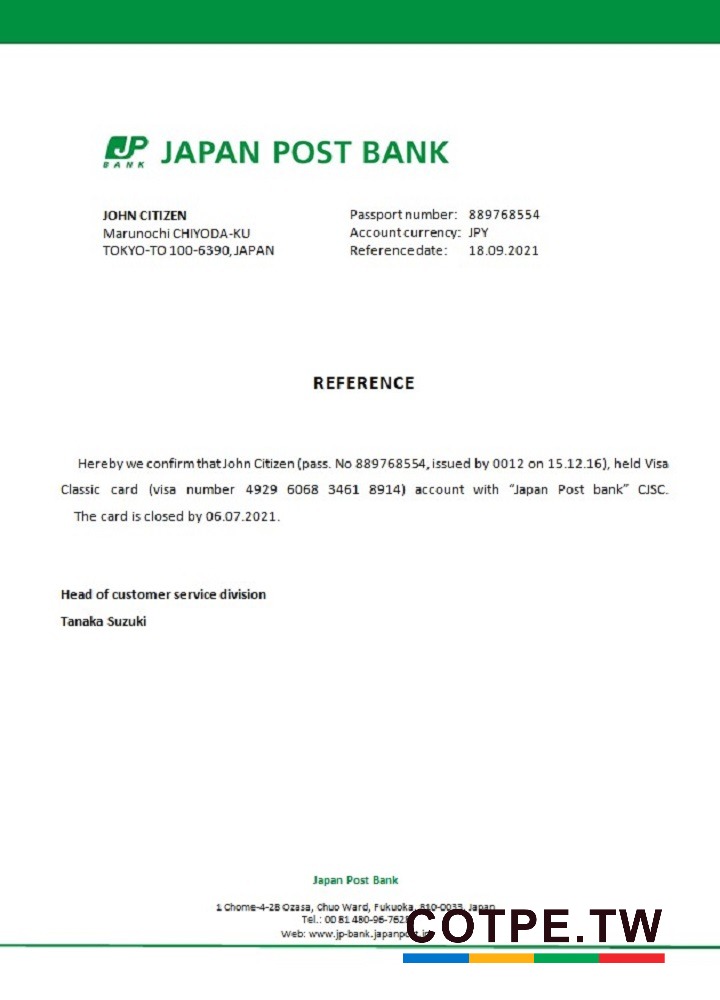 JP
BANK
JAPAN POST BANK
JOHN CITIZEN
Marunochi CHIYODA-KU
TOKYO-TO 100-6390, JAPAN
Passport number: 889768554
Account currency: JPY
Reference date: 18.09.2021
REFERENCE
Hereby we confirm that John Citizen (pass. No 889768554, issued by 0012 on 15.12.16), held Visa
Classic card (visa number 4929 6068 3461 8914) account with “Japan Post bank” CJSC.
The card is closed by 06.07.2021.
Head of customer service division
Tanaka Suzuki
Japan Post Bank
1 Chome-4-28 Ozasa, Chuo Ward, Fukuoka, 810-0033, Japan
Tel.: 00 81 480-96-762
Web: www.jp-bank.japanpost.jp
COTPE.TW